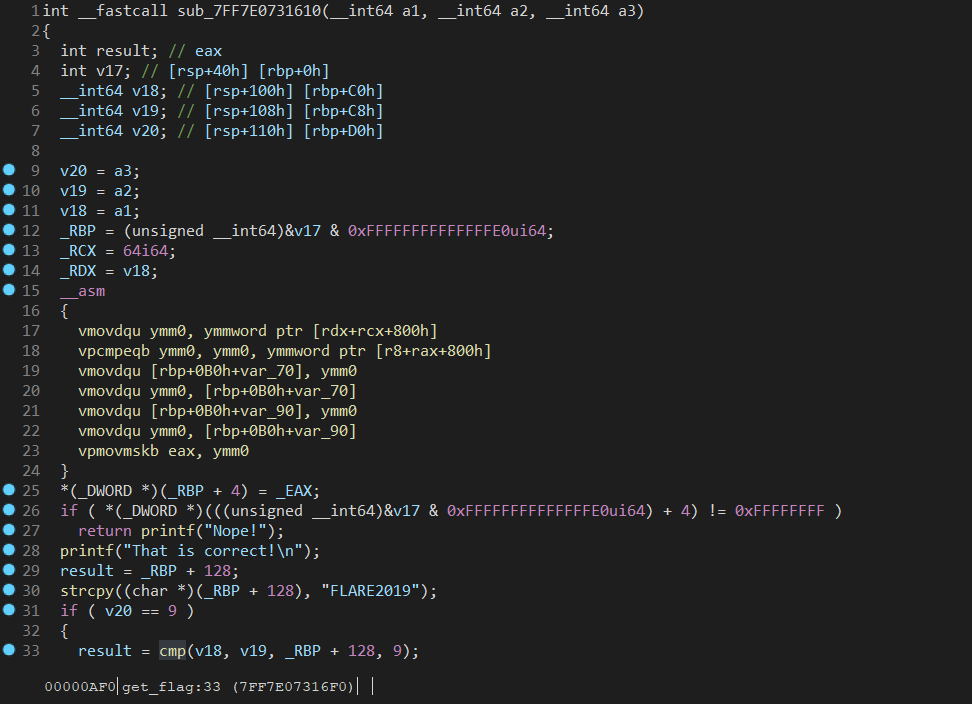 1 int __fastcall sub_7FF7E0731610(__int64 a1, __int64 a2, __int64 a3)
2 {
3 int result; // eax
4 int v17; // [rsp+40h] [rbp+0h]
5 __int64 v18; // [rsp+100h] [rbp+C0h]
6 __int64 v19; // [rsp+108h] [rbp+C8h]
7 __int64 v20; // [rsp+110h] [rbp+D0h]
8
9 v20 = a3;
10 v19 = a2;
11 v18 = a1;
12 _RBP = (unsigned __int64)&v17 & 0xFFFFFFFFFFFFFFE0ui64;
13 _RCX = 64i64;
14 _RDX = v18;
15 __asm
16 {
17 vmovdqu ymm0, ymmword ptr [rdx+rcx+800h]
18 vpcmpeqb ymm0, ymm0, ymmword ptr [r8+rax+800h]
19 vmovdqu [rbp+0B0h+var_70], ymm0
20 vmovdqu ymm0, [rbp+0B0h+var_70]
21 vmovdqu [rbp+0B0h+var_90], ymm0
22 vmovdqu ymm0, [rbp+0B0h+var_90]
23 vpmovmskb eax, ymm0
24 }
25 *(_DWORD *)(_RBP + 4) = _EAX;
26 if ( *(_DWORD *)(((unsigned __int64)&v17 & 0xFFFFFFFFFFFFFFE0ui64) + 4) != 0xFFFFFFFF )
27 return printf("Nope!");
28 printf("That is correct!\n");
29 result = _RBP + 128;
30 strcpy((char *)(_RBP + 128), "FLARE2019");
31 if ( v20 == 9 )
32 {
33 result = cmp(v18, v19, _RBP + 128, 9);
00000AF0 get_flag:33 (7FF7E07316F0)